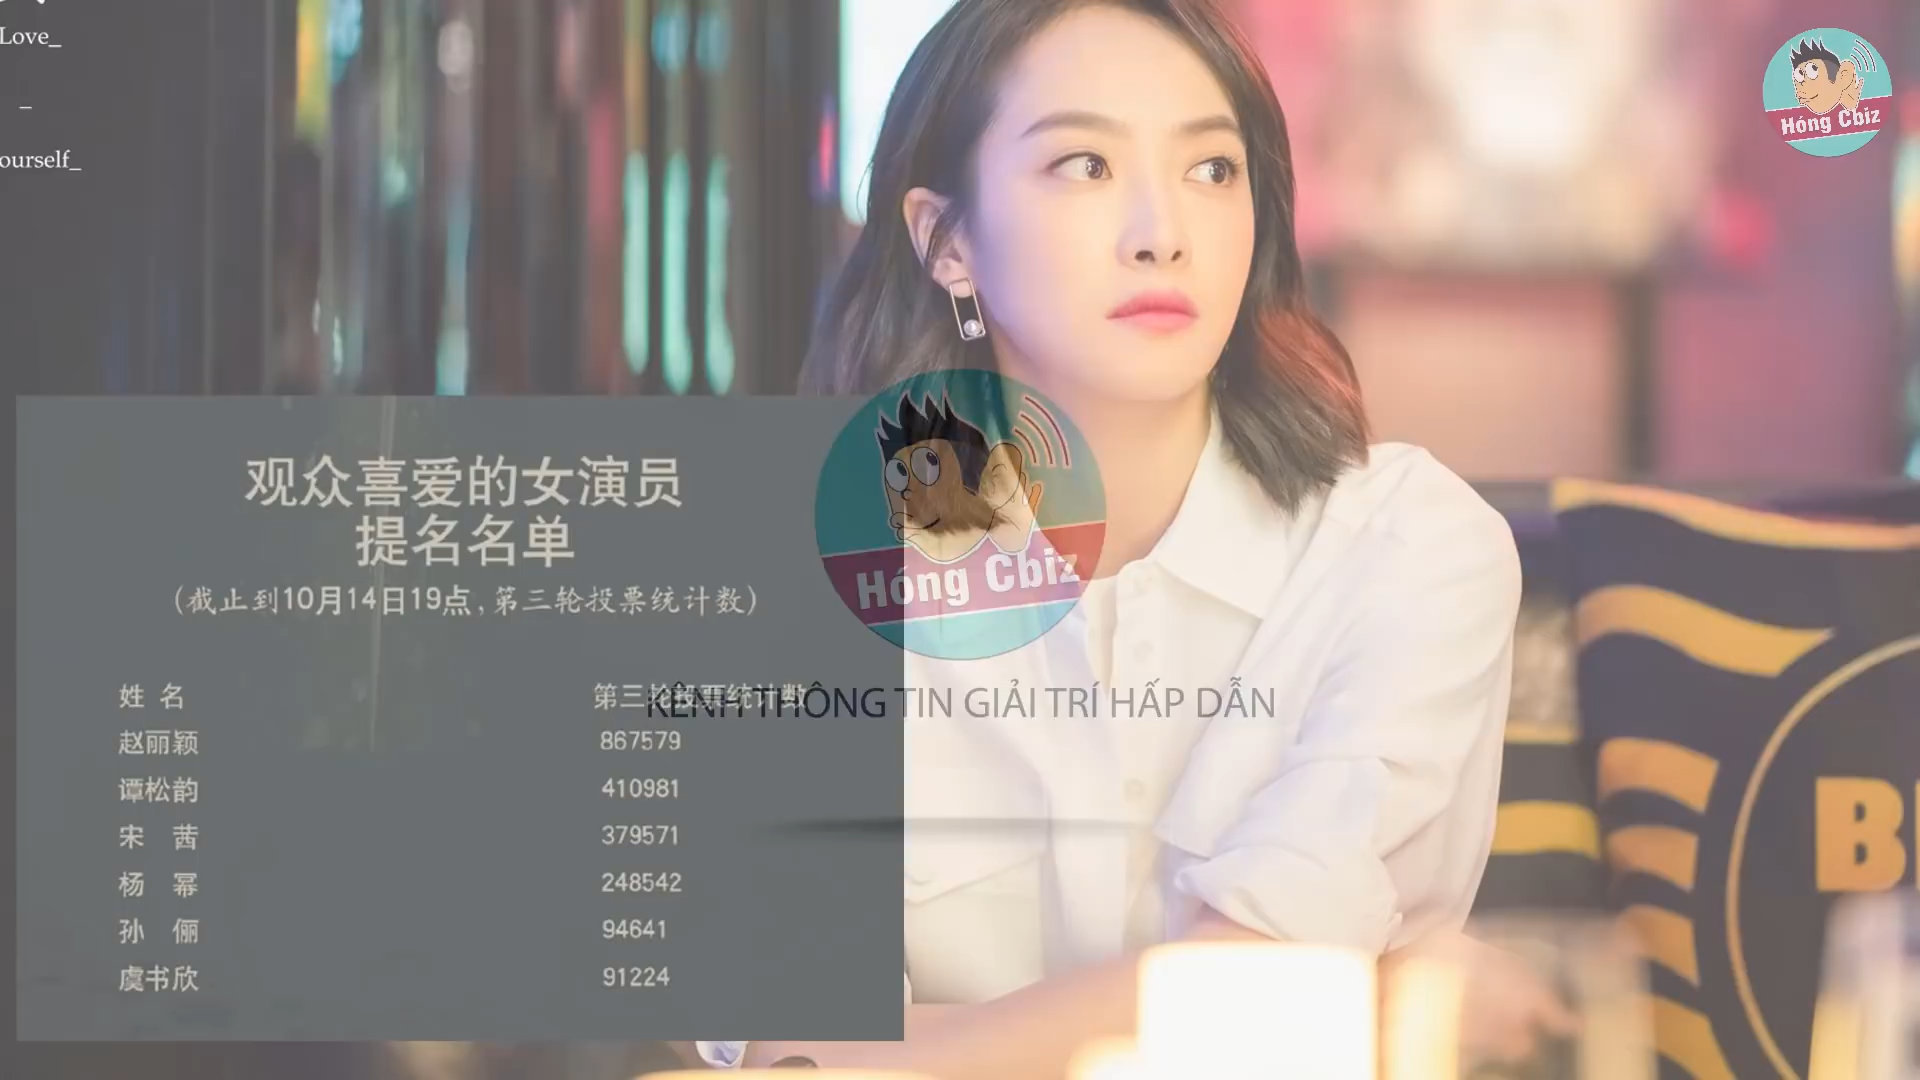 Love_
_
ourself_
Hóng Cbiz
观众喜爱的女演员
提名名单
(截止到10月14日19点,第三轮投票统计数)
Hóng Cbiz
姓 名 第三轮投票统计数
KÊNH THÔNG TIN GIẢI TRÍ HẤP DẪN
赵丽颖 867579
谭松韵 410981
宋 茜 379571
杨 幂 248542
孙 俪 94641
虞书欣 91224
B